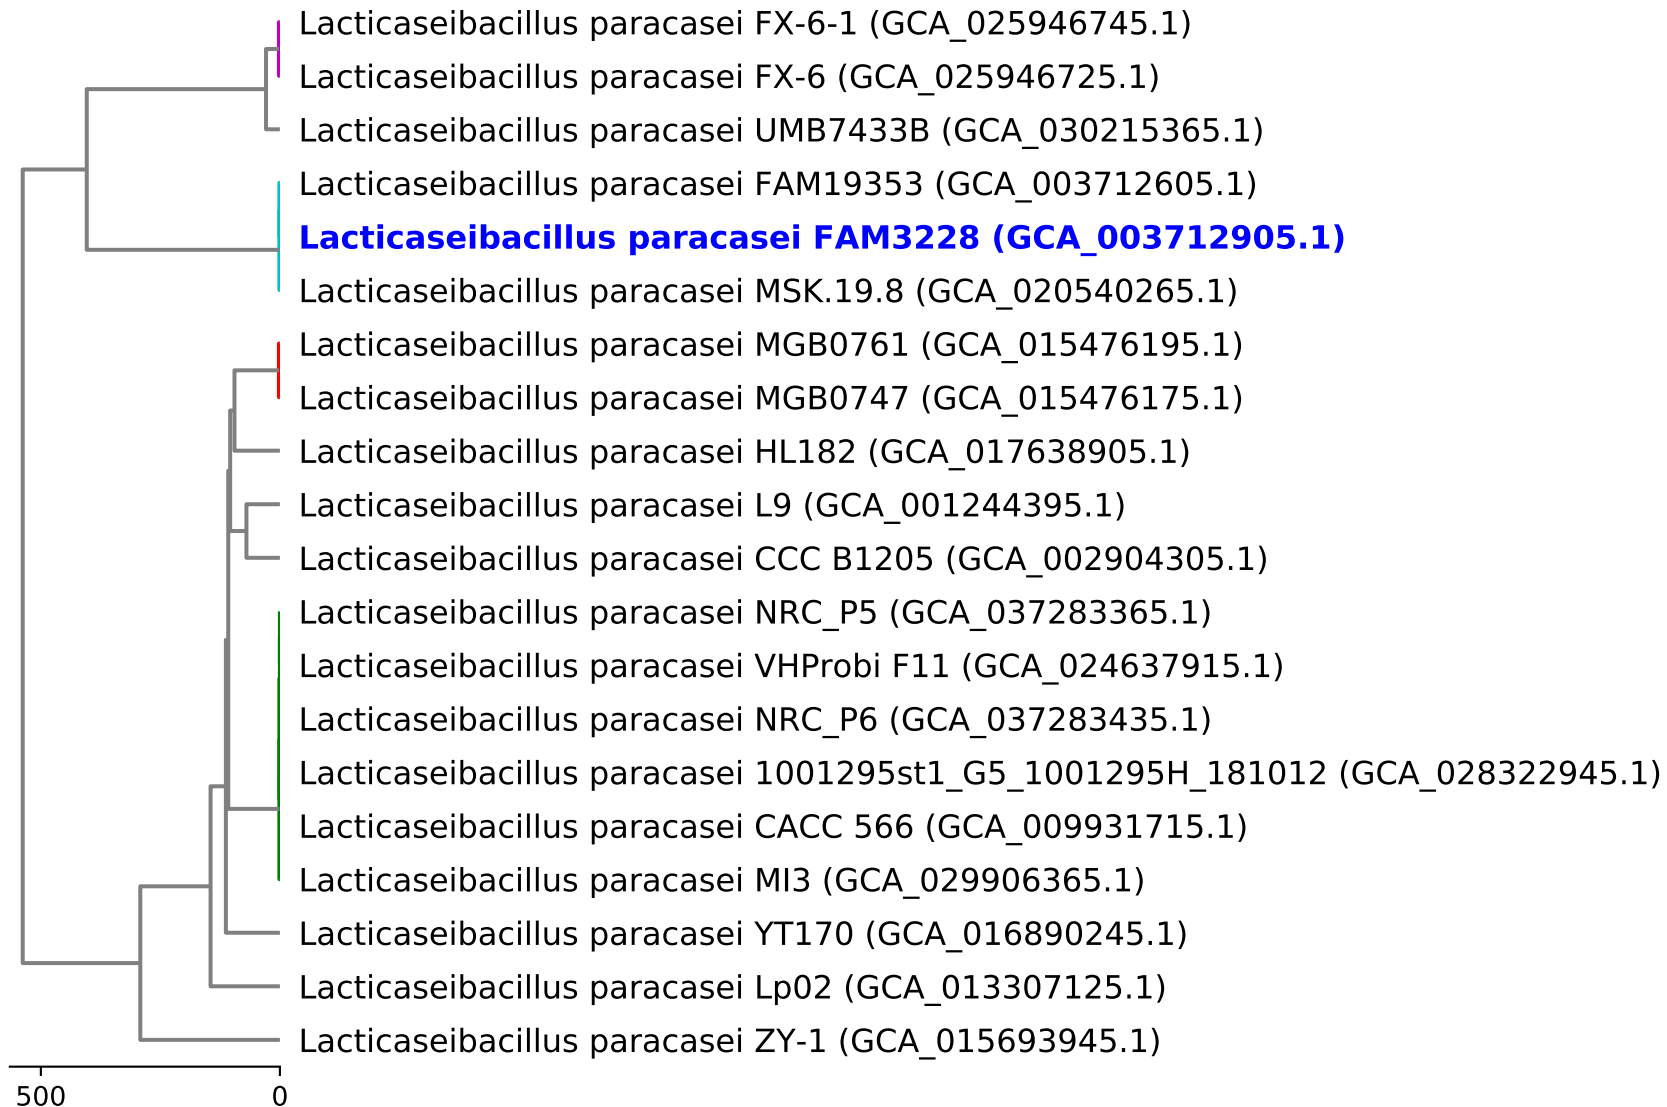 Lacticaseibacillus paracasei FX-6-1 (GCA_025946745.1)
Lacticaseibacillus paracasei FX-6 (GCA_025946725.1)
Lacticaseibacillus paracasei UMB7433B (GCA_030215365.1)
Lacticaseibacillus paracasei FAM19353 (GCA_003712605.1)
Lacticaseibacillus paracasei FAM3228 (GCA_003712905.1)
Lacticaseibacillus paracasei MSK.19.8 (GCA_020540265.1)
Lacticaseibacillus paracasei MGB0761 (GCA_015476195.1)
Lacticaseibacillus paracasei MGB0747 (GCA_015476175.1)
Lacticaseibacillus paracasei HL182 (GCA_017638905.1)
Lacticaseibacillus paracasei L9 (GCA_001244395.1)
Lacticaseibacillus paracasei CCC B1205 (GCA_002904305.1)
Lacticaseibacillus paracasei NRC_P5 (GCA_037283365.1)
Lacticaseibacillus paracasei VHProbi F11 (GCA_024637915.1)
Lacticaseibacillus paracasei NRC_P6 (GCA_037283435.1)
Lacticaseibacillus paracasei 1001295st1_G5_1001295H_181012 (GCA_028322945.1)
Lacticaseibacillus paracasei CACC 566 (GCA_009931715.1)
Lacticaseibacillus paracasei MI3 (GCA_029906365.1)
Lacticaseibacillus paracasei YT170 (GCA_016890245.1)
Lacticaseibacillus paracasei Lp02 (GCA_013307125.1)
Lacticaseibacillus paracasei ZY-1 (GCA_015693945.1)
500 0